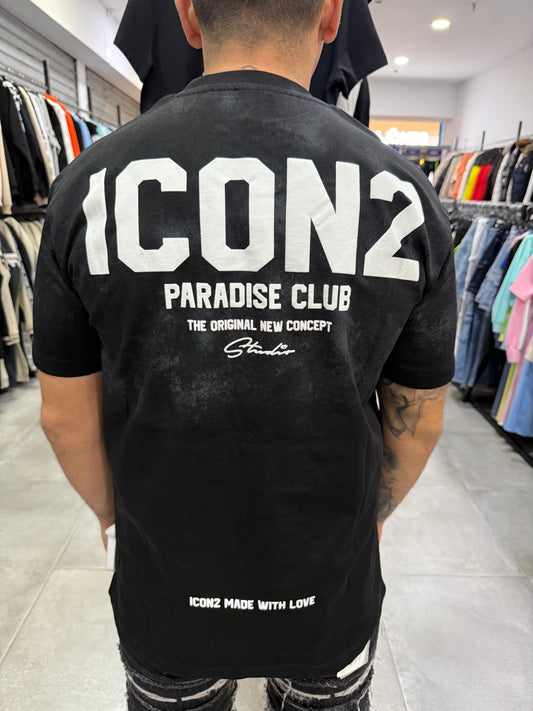 ICON2
PARADISE CLUB
THE ORIGINAL NEW CONCEPT
Studio
ICON2 MADE WITH LOVE